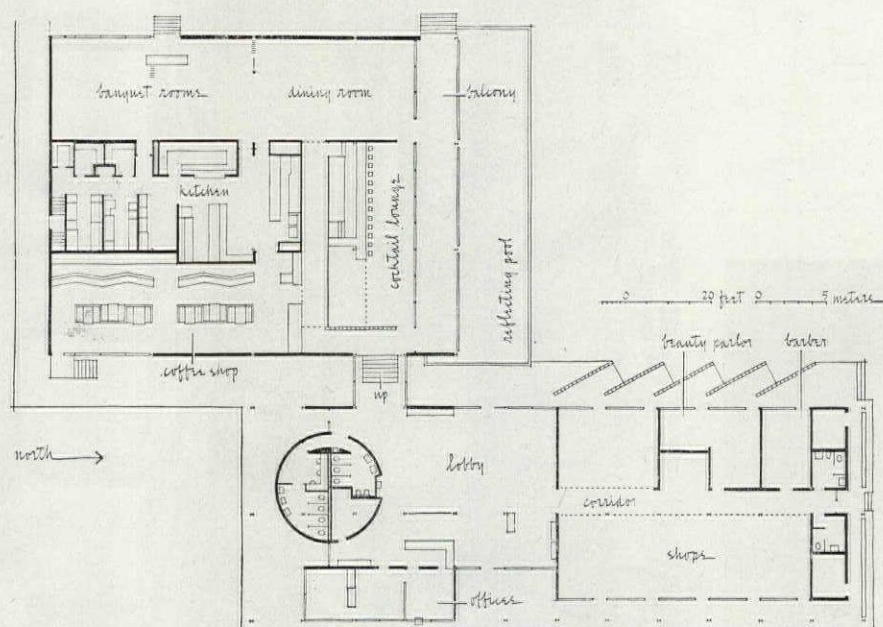 banquet rooms
dining room
balcony
kitchen
cocktail lounge
reflecting pool
0 20 feet 0 5 meters
beauty parlor
barber
coffee shop
up
north
lobby
corridor
shops
offices